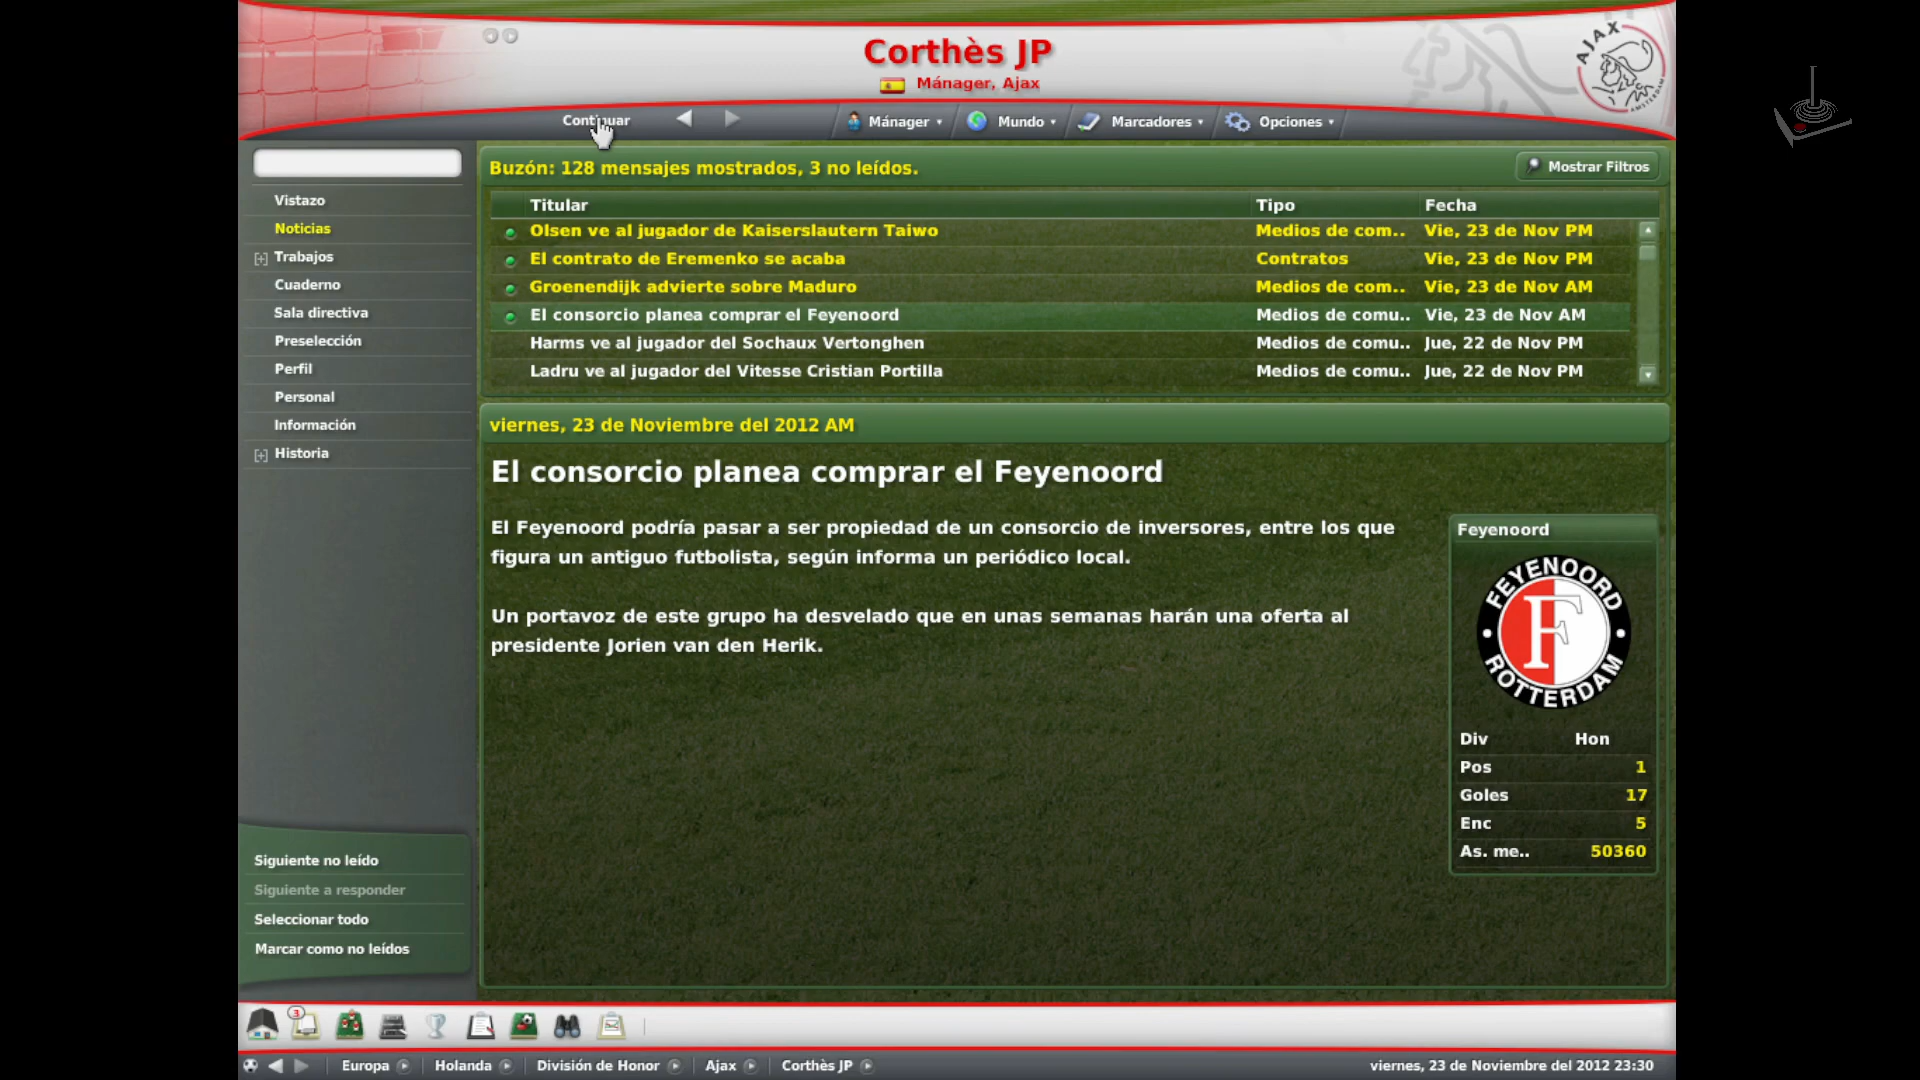 Corthès JP
Mánager, Ajax
AJAX
AMSTERDAM
Continuar
Mánager
Mundo
Marcadores
Opciones
Vistazo
Noticias
[+] Trabajos
Cuaderno
Sala directiva
Preselección
Perfil
Personal
Información
[+] Historia
Buzón: 128 mensajes mostrados, 3 no leídos.
Mostrar Filtros
Titular Tipo Fecha
Olsen ve al jugador de Kaiserslautern Taiwo Medios de com.. Vie, 23 de Nov PM
El contrato de Eremenko se acaba Contratos Vie, 23 de Nov PM
Groenendijk advierte sobre Maduro Medios de com.. Vie, 23 de Nov AM
El consorcio planea comprar el Feyenoord Medios de comu.. Vie, 23 de Nov AM
Harms ve al jugador del Sochaux Vertonghen Medios de comu.. Jue, 22 de Nov PM
Ladru ve al jugador del Vitesse Cristian Portilla Medios de comu.. Jue, 22 de Nov PM
viernes, 23 de Noviembre del 2012 AM
El consorcio planea comprar el Feyenoord
El Feyenoord podría pasar a ser propiedad de un consorcio de inversores, entre los que
figura un antiguo futbolista, según informa un periódico local.
Un portavoz de este grupo ha desvelado que en unas semanas harán una oferta al
presidente Jorien van den Herik.
Feyenoord
FEYENOORD
F
ROTTERDAM
Div Hon
Pos 1
Goles 17
Enc 5
As. me.. 50360
Siguiente no leído
Siguiente a responder
Seleccionar todo
Marcar como no leídos
3
Europa
Holanda
División de Honor
Ajax
Corthès JP
viernes, 23 de Noviembre del 2012 23:30